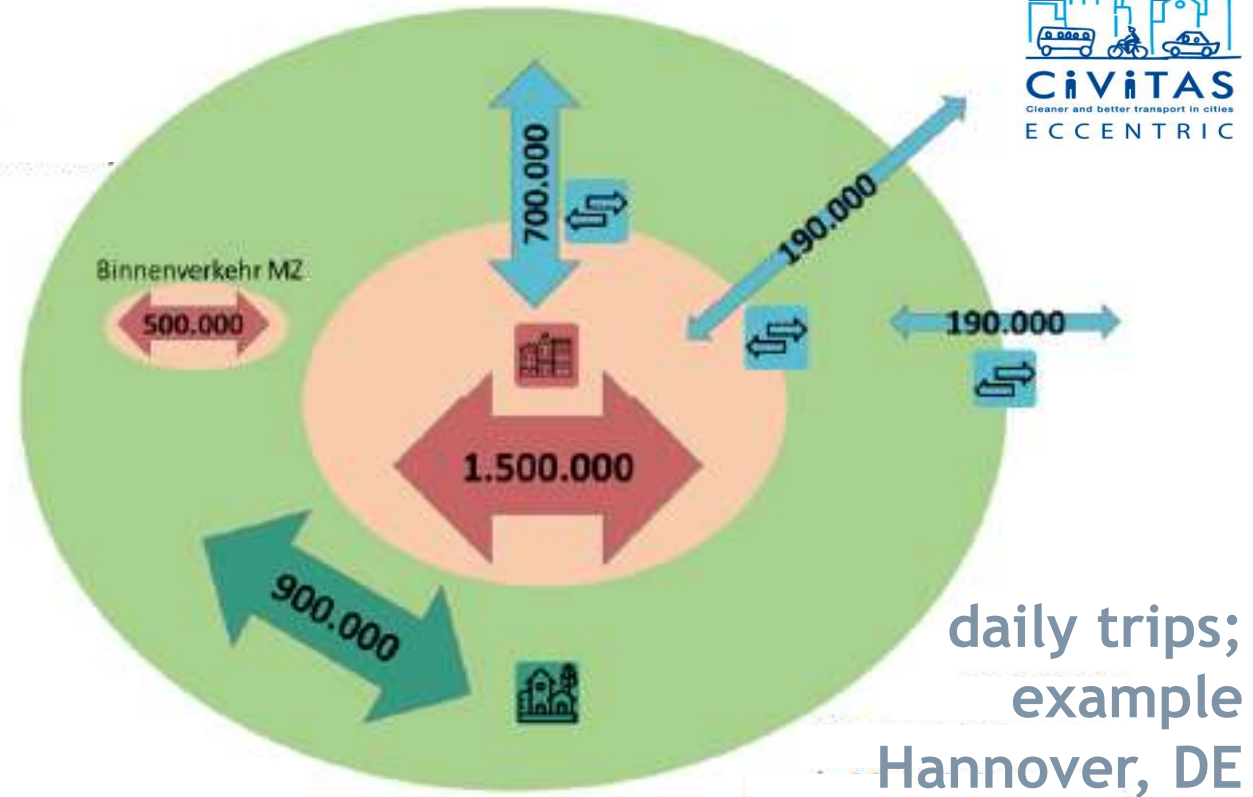 CiViTAS
Cleaner and better transport in cities
ECCENTRIC
700.000
190.000
Binnenverkehr MZ
500.000
190.000
1.500.000
900.000
daily trips;
example
Hannover, DE